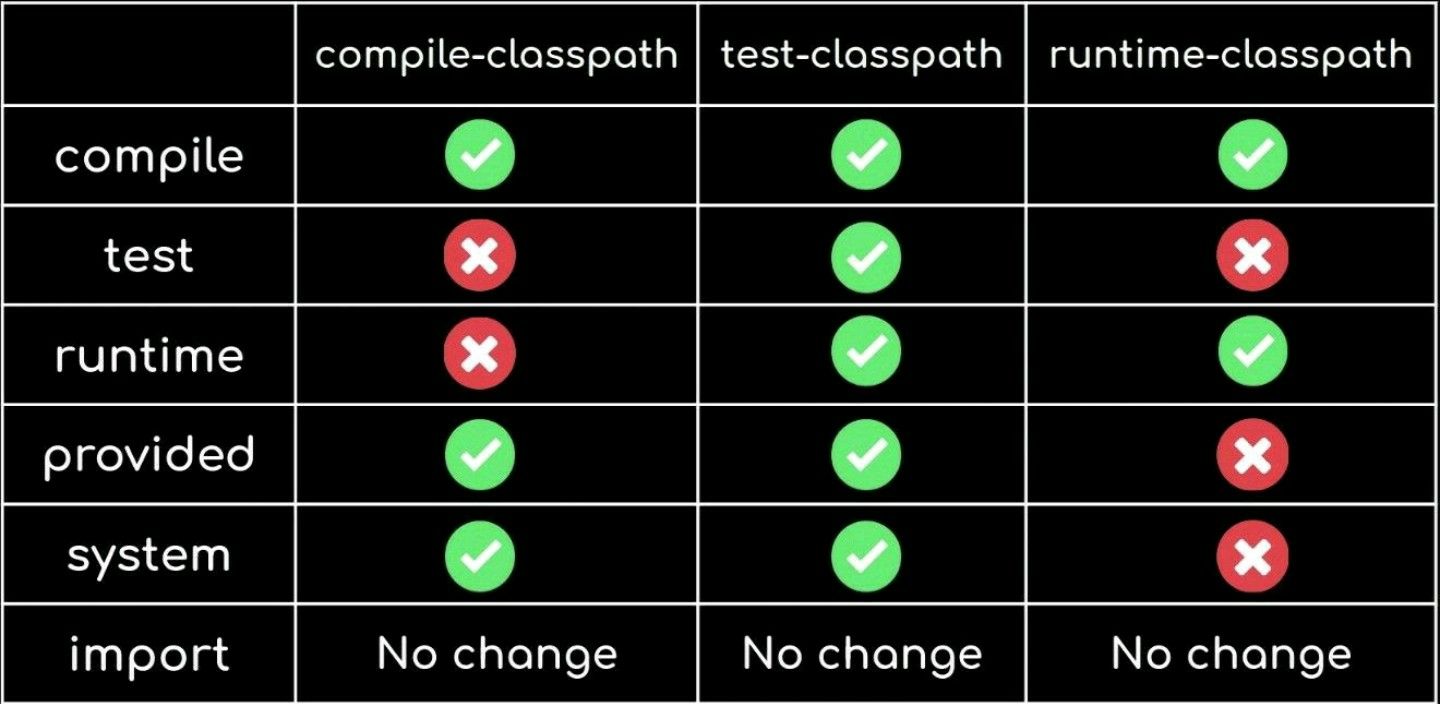 compile-classpath test-classpath runtime-classpath
compile
test
runtime
provided
system
import No change No change No change